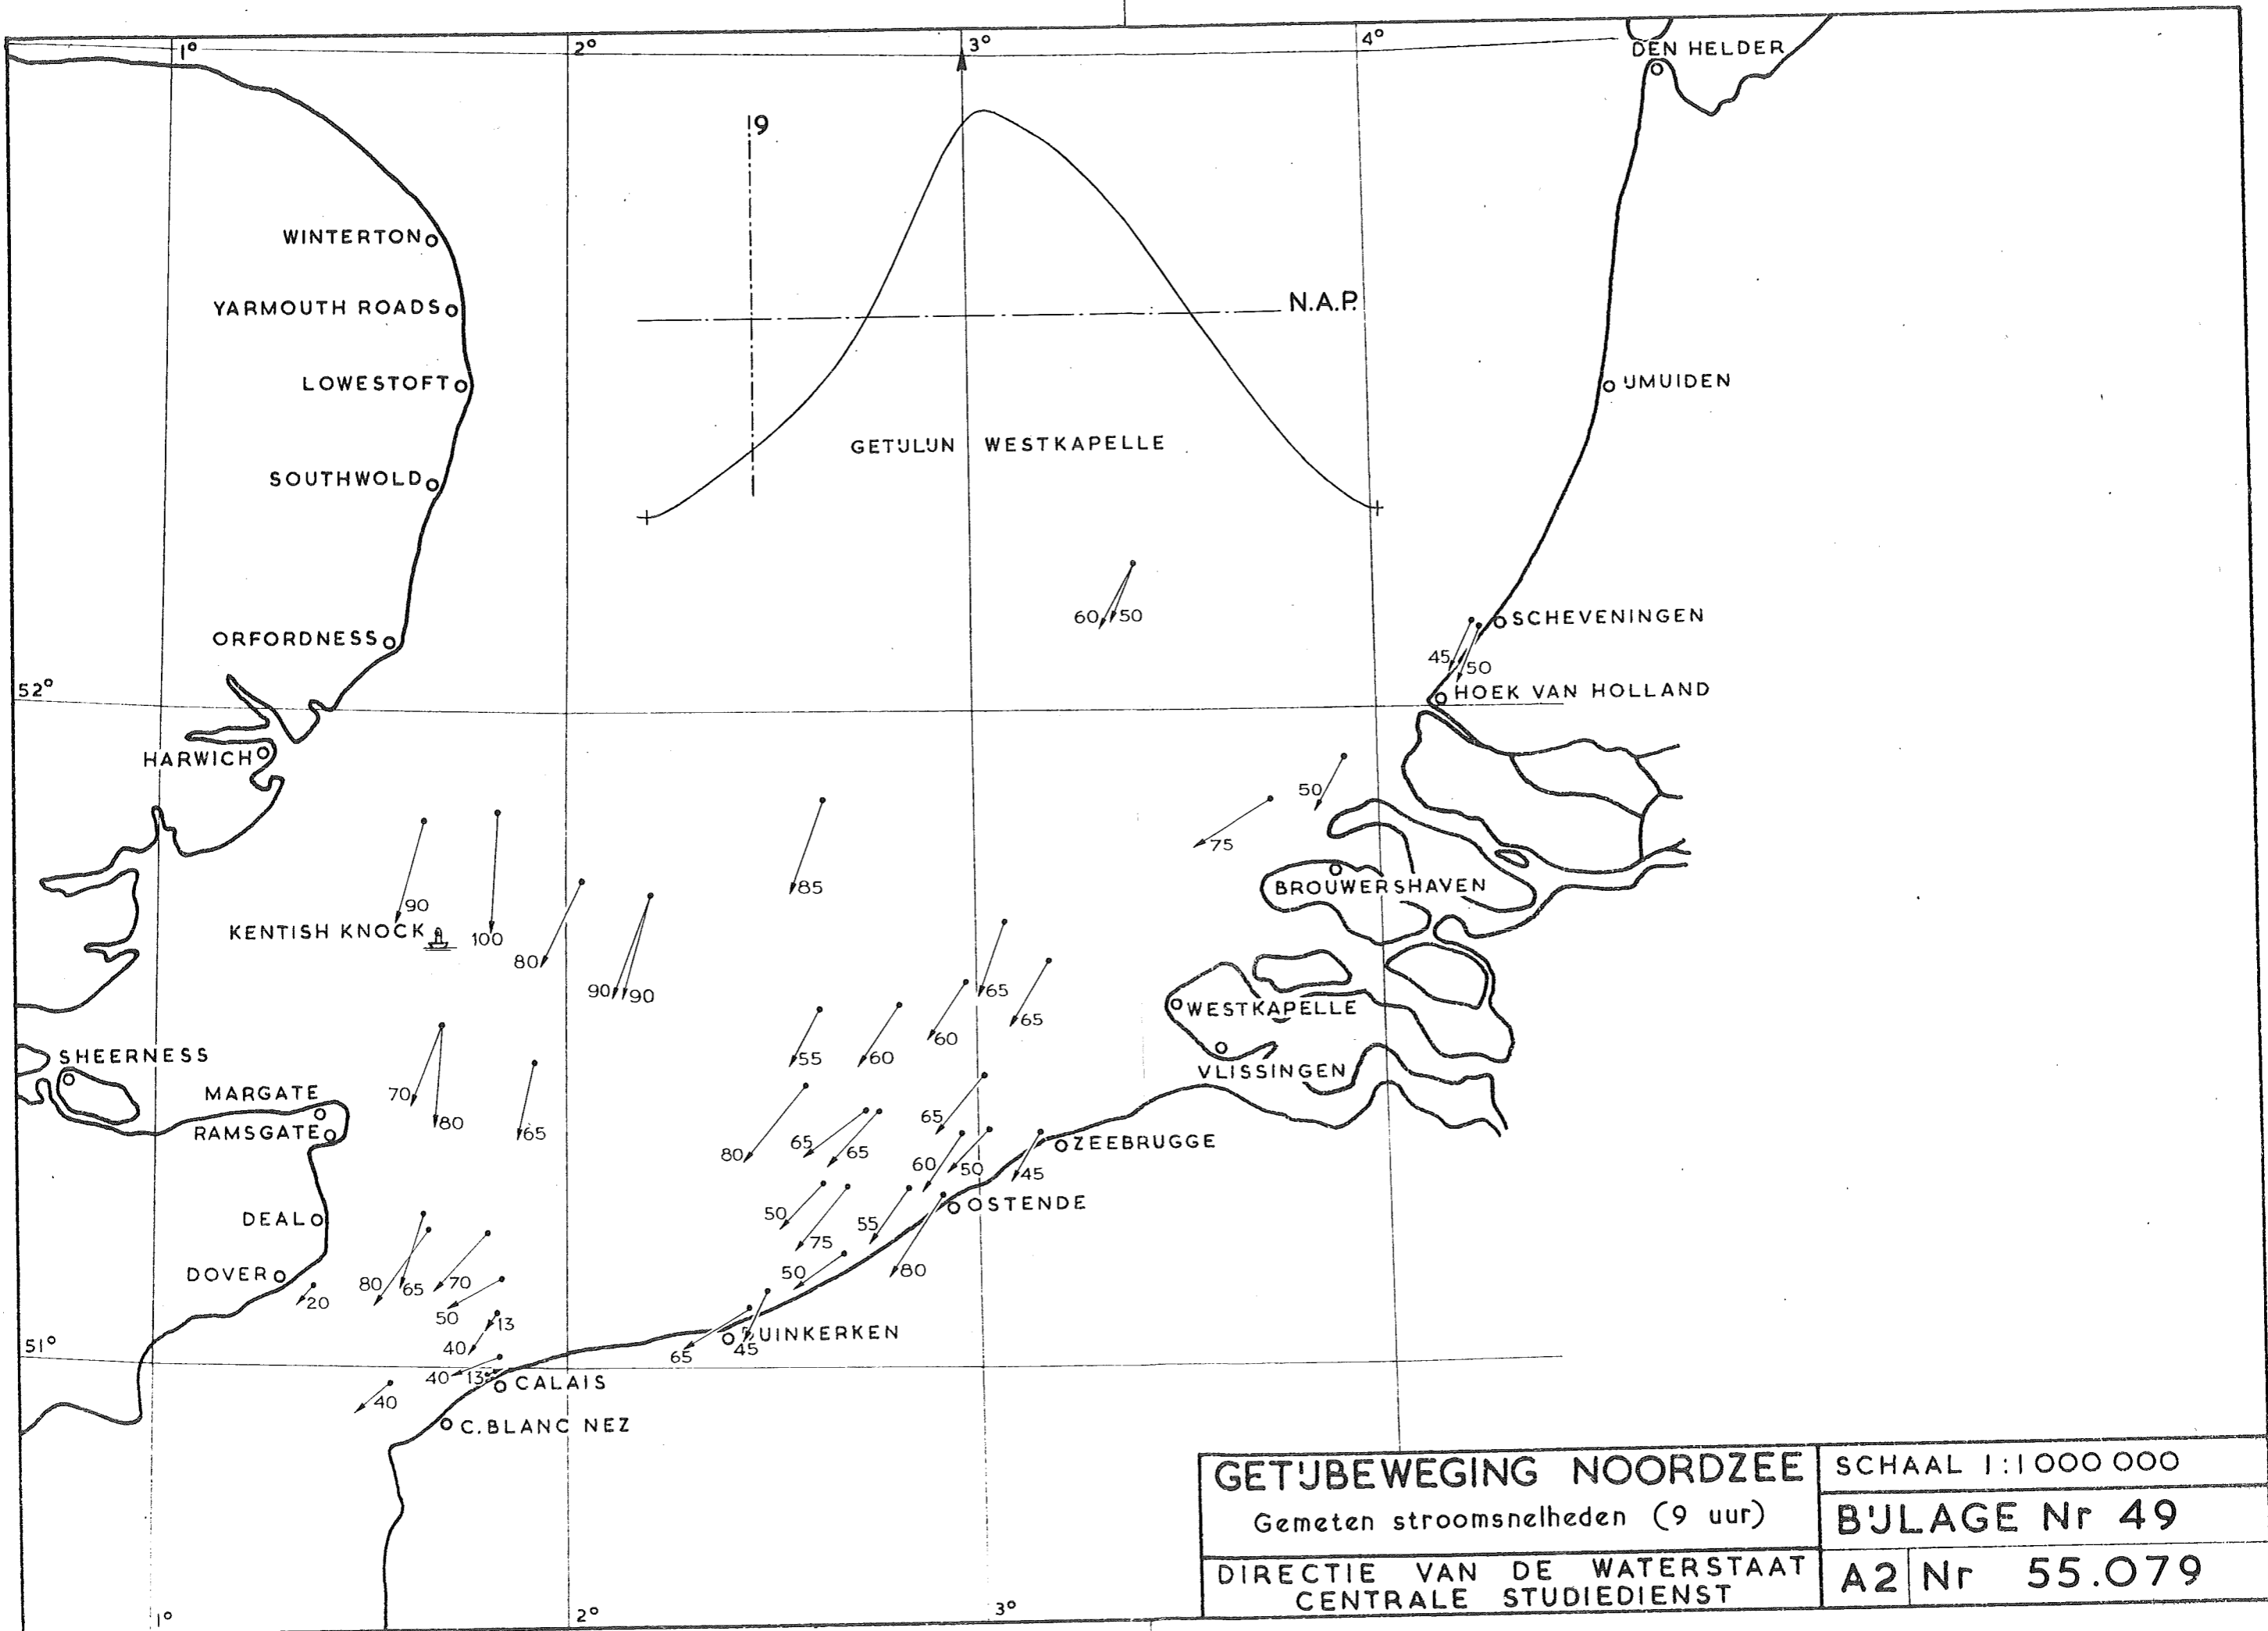 1° 2° 3° 4°
DEN HELDER
9
WINTERTON
YARMOUTH ROADS
N.A.P.
LOWESTOFT
IJMUIDEN
GETIJLIJN WESTKAPELLE
SOUTHWOLD
60 50
ORFORDNESS
SCHEVENINGEN
45 50
52°
HOEK VAN HOLLAND
HARWICH
50
75
85
BROUWERSHAVEN
90
KENTISH KNOCK
100
80
90 90
65
WESTKAPELLE
65
60
55 60
SHEERNESS
VLISSINGEN
MARGATE
70
80
65
RAMSGATE
65
65 65
80
ZEEBRUGGE
60 50 45
OSTENDE
DEAL
50
55
75
DOVER
80 65 70
50
80
20
50
13
DUINKERKEN
40
45
65
51°
40 13
CALAIS
40
C. BLANC NEZ
GETIJBEWEGING NOORDZEE
Gemeten stroomsnelheden (9 uur)
DIRECTIE VAN DE WATERSTAAT
CENTRALE STUDIEDIENST
SCHAAL 1:1000000
BIJLAGE Nr 49
A2 Nr 55.079
1° 2° 3°